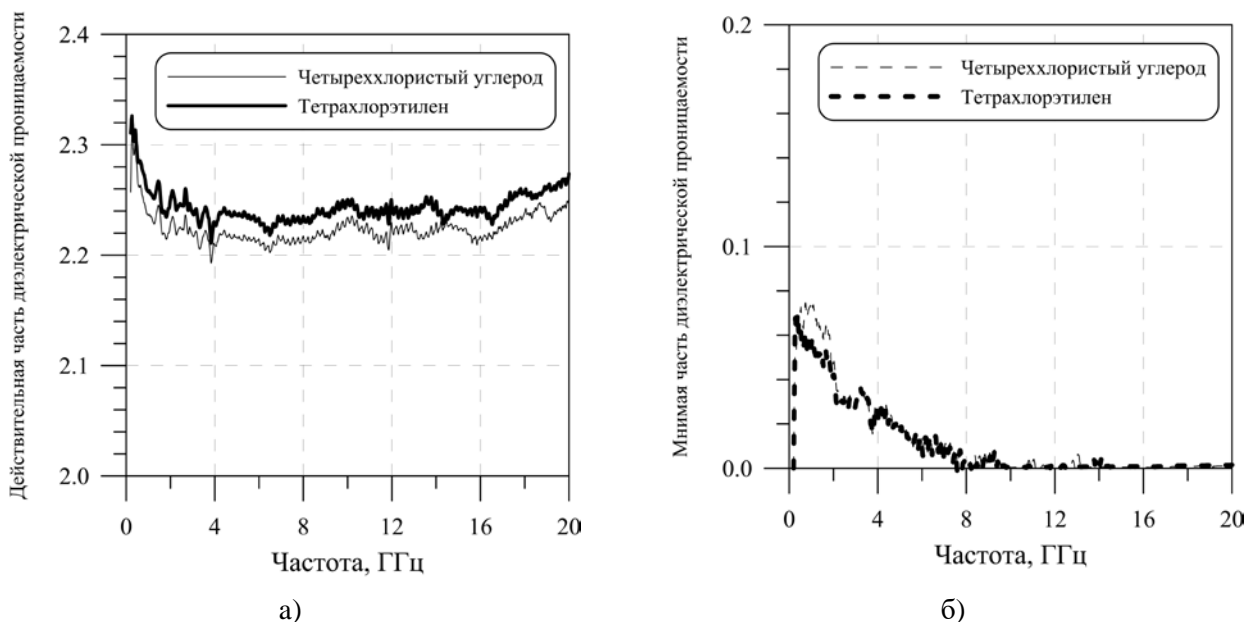 Действительная часть диэлектрической проницаемости
2.4
2.3
2.2
2.1
2.0
Четыреххлористый углерод
Тетрахлорэтилен
0 4 8 12 16 20
Частота, ГГц
а)
Мнимая часть диэлектрической проницаемости
0.2
0.1
0.0
Четыреххлористый углерод
Тетрахлорэтилен
0 4 8 12 16 20
Частота, ГГц
б)